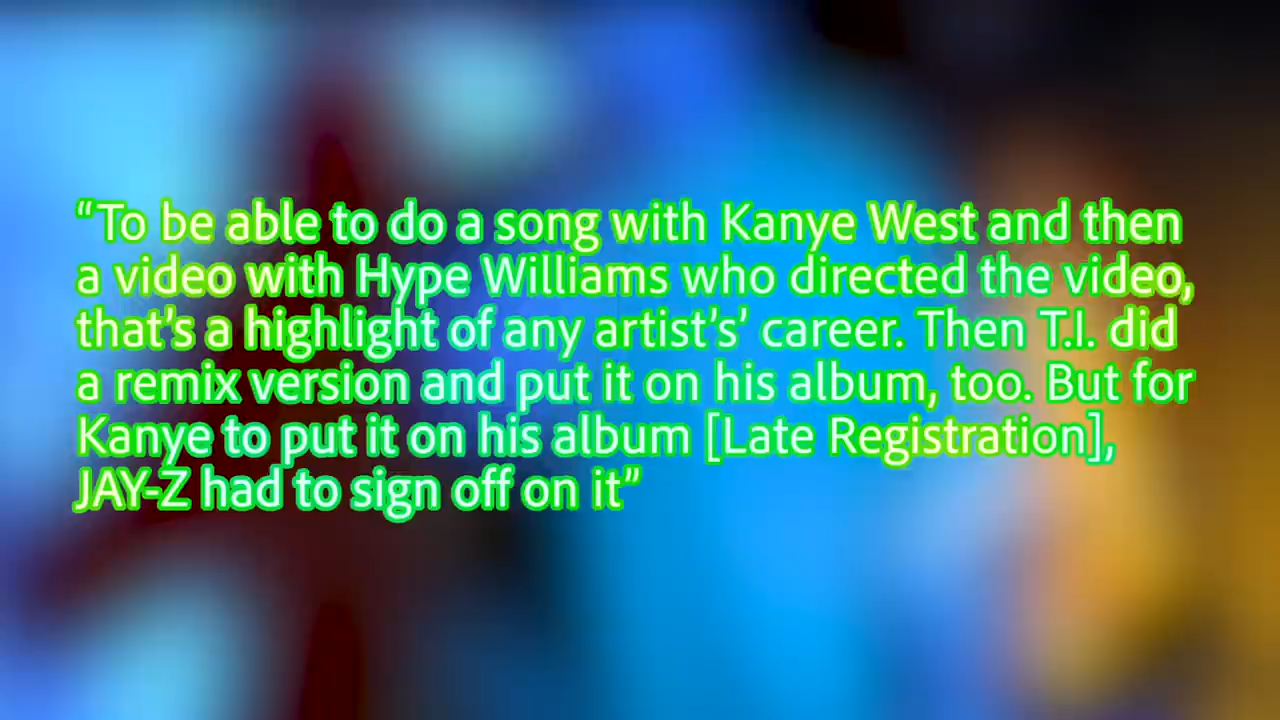 “To be able to do a song with Kanye West and then
a video with Hype Williams who directed the video,
that’s a highlight of any artist’s’ career. Then T.I. did
a remix version and put it on his album, too. But for
Kanye to put it on his album [Late Registration],
JAY-Z had to sign off on it”